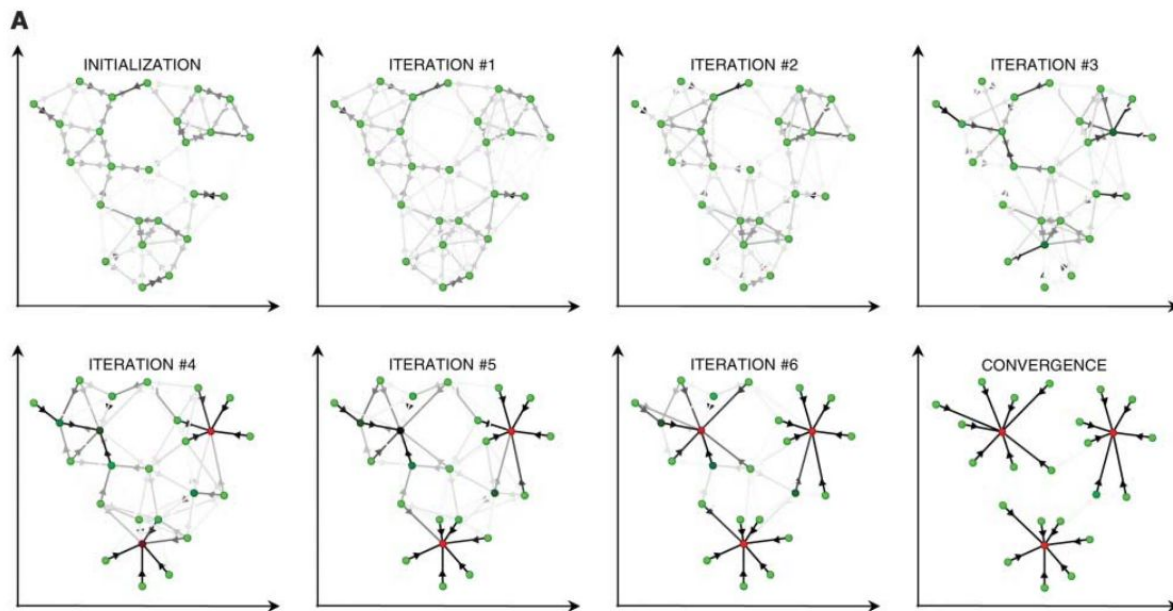 A
INITIALIZATION
ITERATION #1
ITERATION #2
ITERATION #3
ITERATION #4
ITERATION #5
ITERATION #6
CONVERGENCE